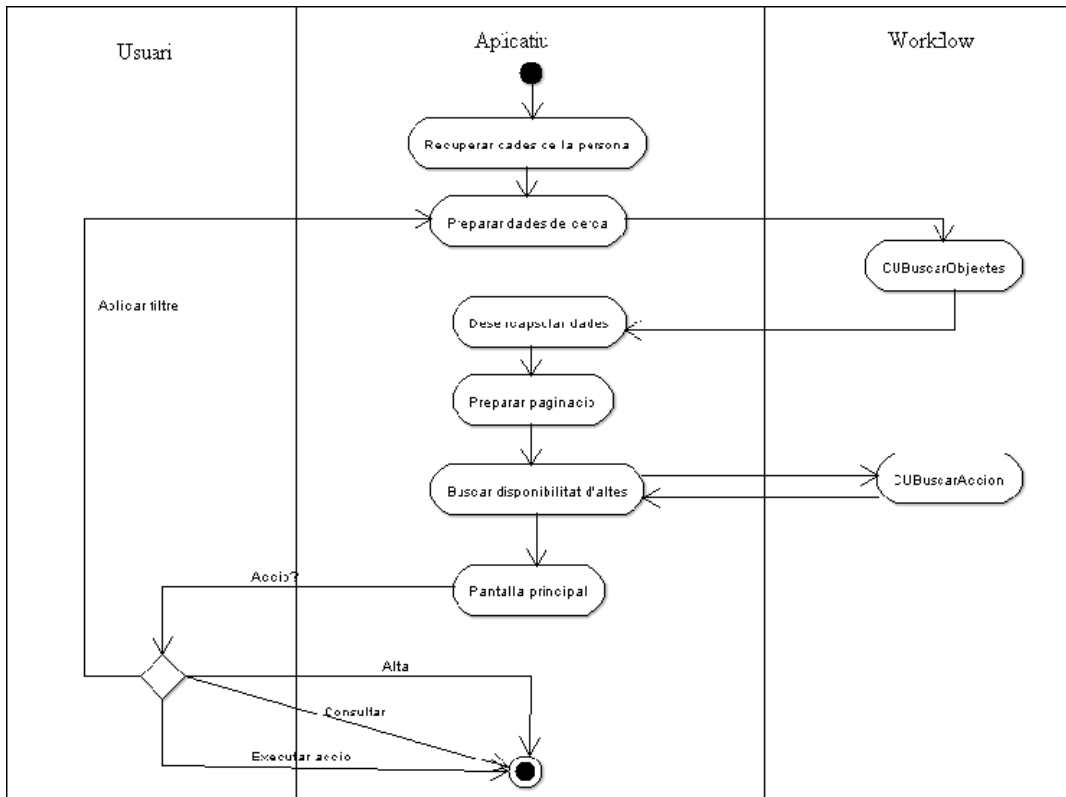 Usuari
Aplicatiu
Workflow
Recuperar dades de la persona
Preparar dades de cerca
CUBuscarObjectes
Aplicar filtre
Desencapsular dades
Preparar paginacio
Buscar disponibilitat d'altes
CUBuscarAccion
Accio?
Pantalla principal
Alta
Consultar
Executar accio